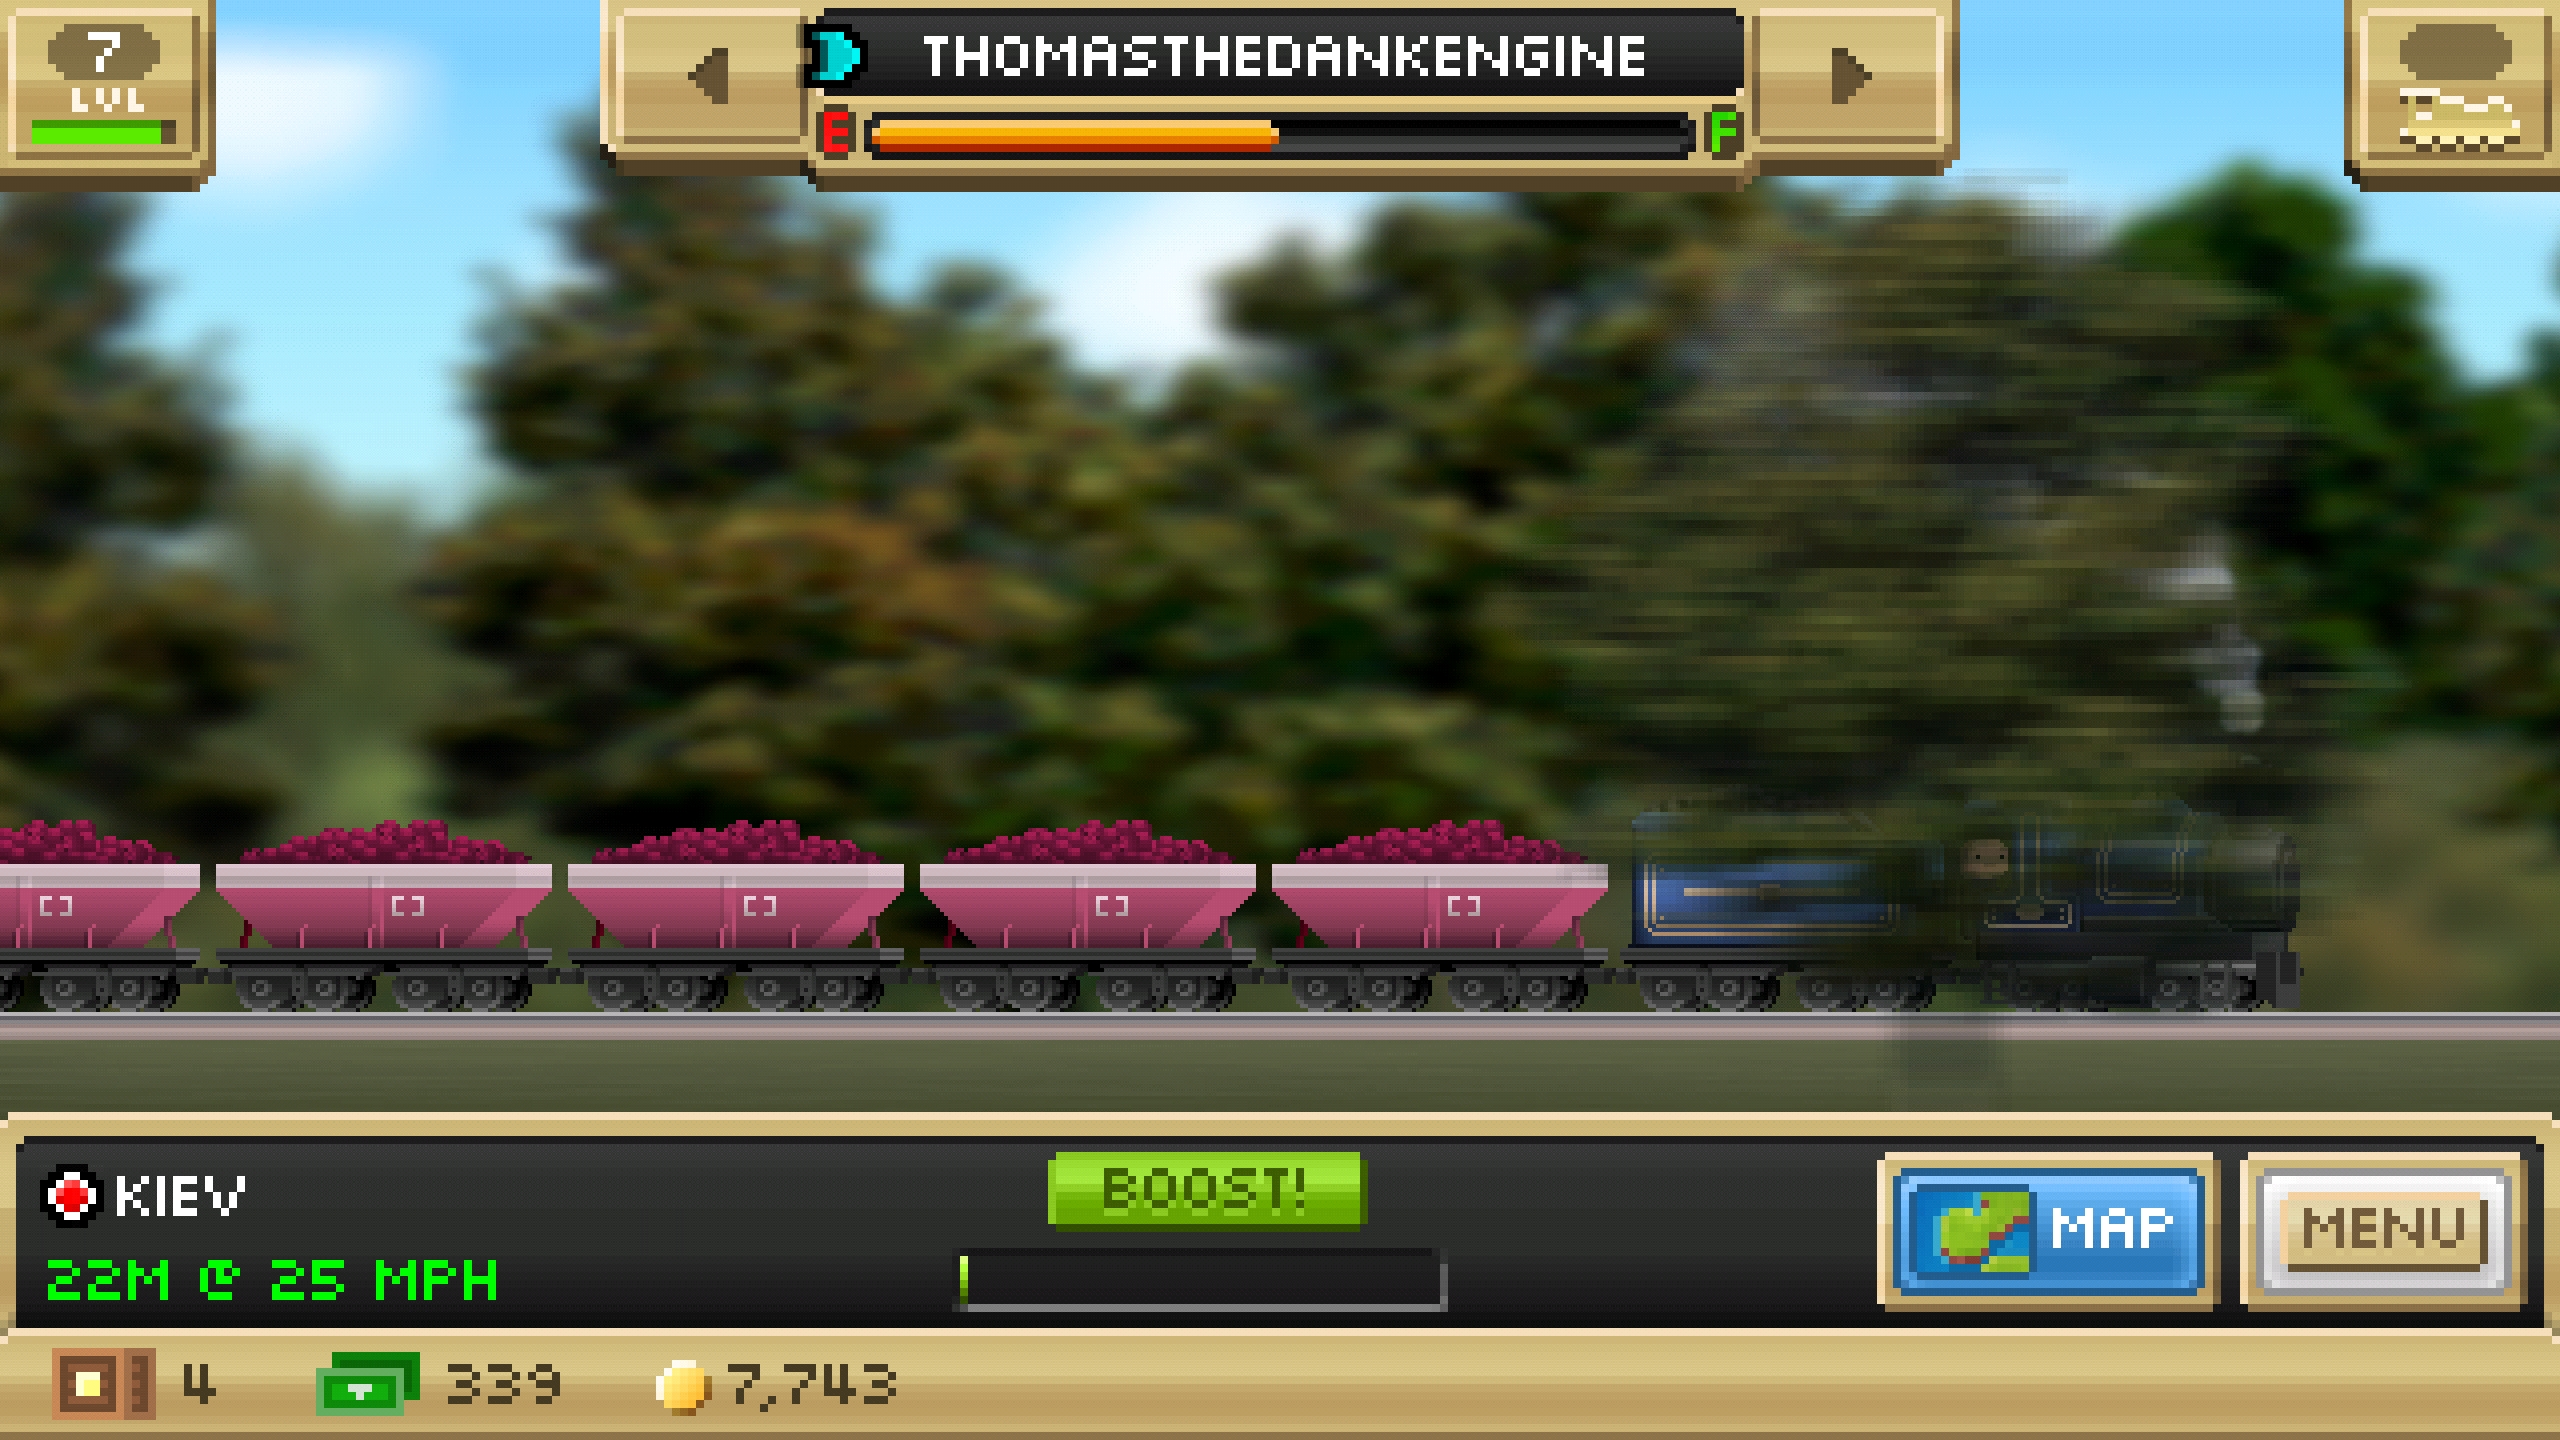 7
LVL
THOMASTHEDANKENGINE
E F
KIEV
22M @ 25 MPH
BOOST!
MAP
MENU
4
339
7,743